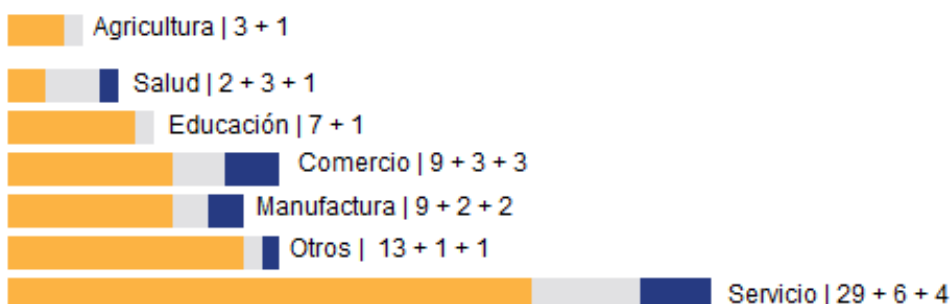 Agricultura | 3 + 1
Salud | 2 + 3 + 1
Educación | 7 + 1
Comercio | 9 + 3 + 3
Manufactura | 9 + 2 + 2
Otros | 13 + 1 + 1
Servicio | 29 + 6 + 4